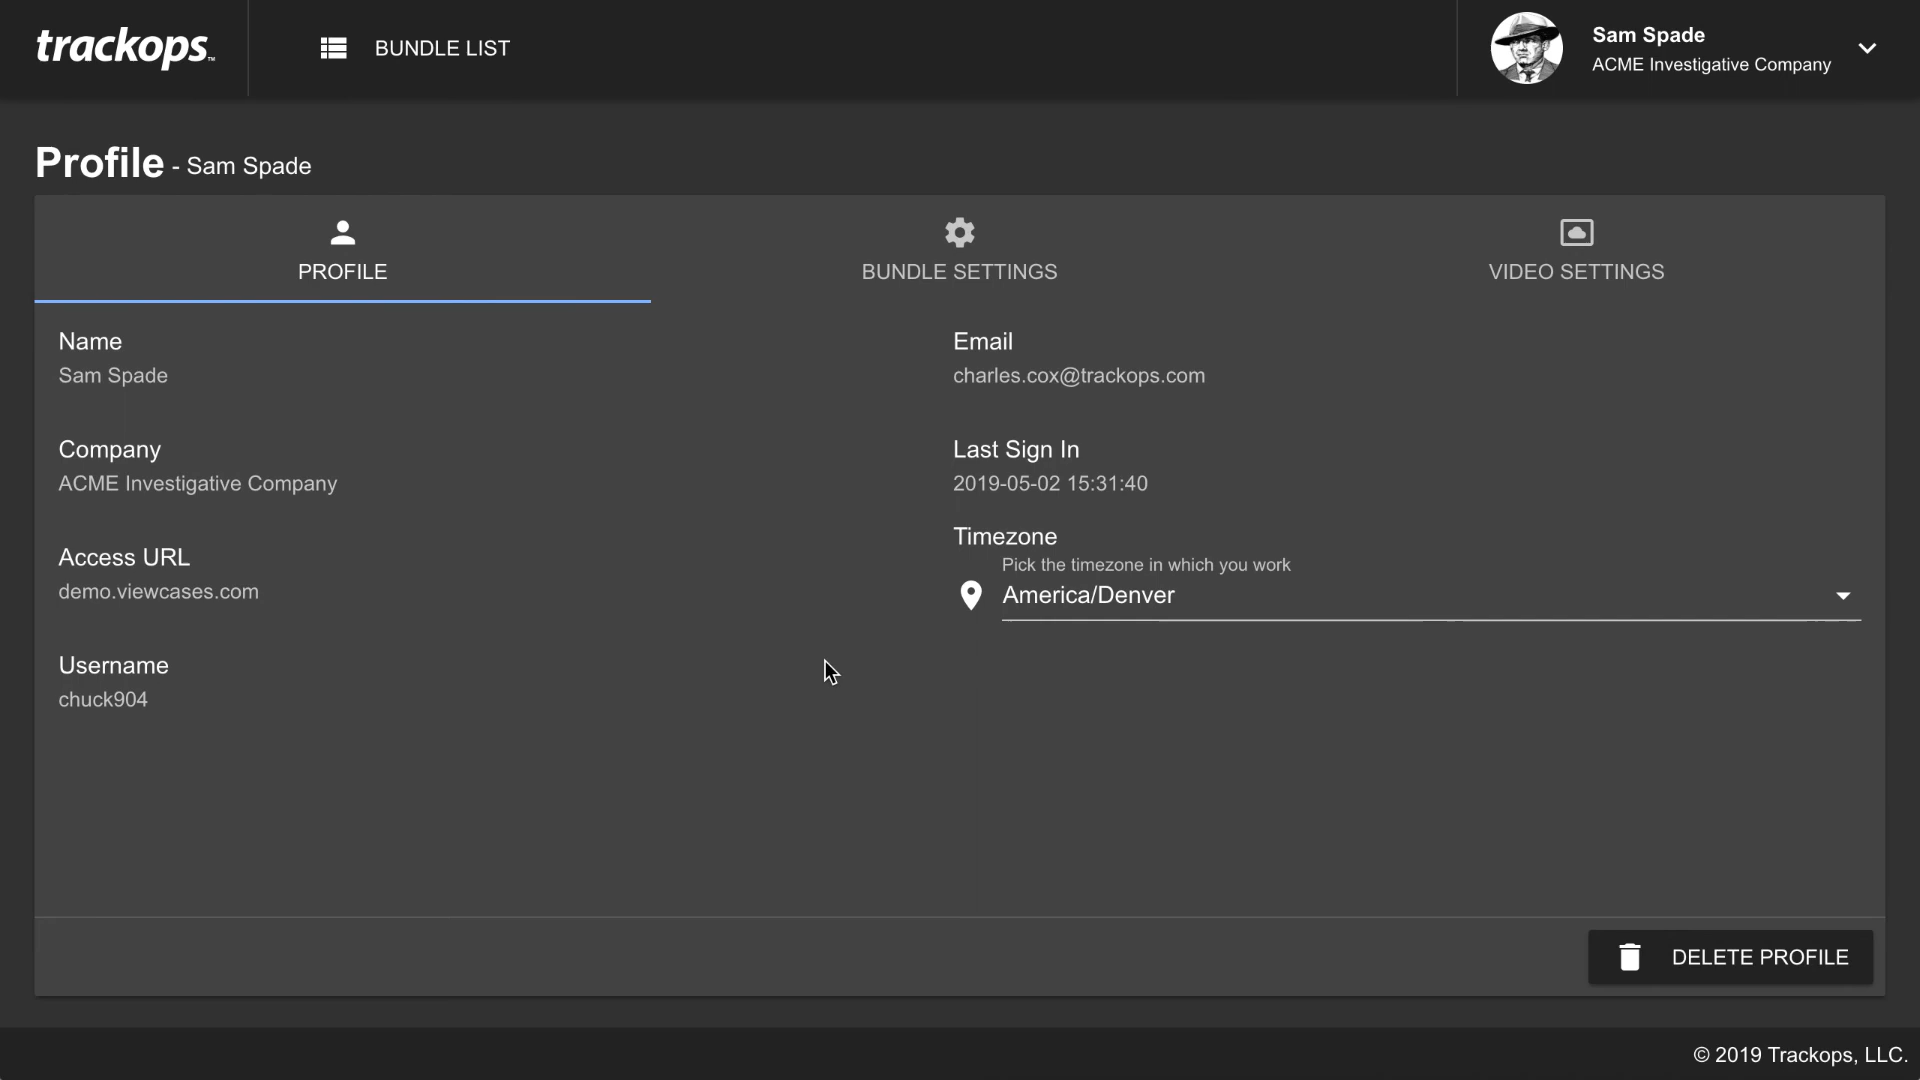 trackops™
BUNDLE LIST
Sam Spade
ACME Investigative Company
Profile - Sam Spade
PROFILE
BUNDLE SETTINGS
VIDEO SETTINGS
Name
Sam Spade
Company
ACME Investigative Company
Access URL
demo.viewcases.com
Username
chuck904
Email
charles.cox@trackops.com
Last Sign In
2019-05-02 15:31:40
Timezone
Pick the timezone in which you work
America/Denver
DELETE PROFILE
© 2019 Trackops, LLC.